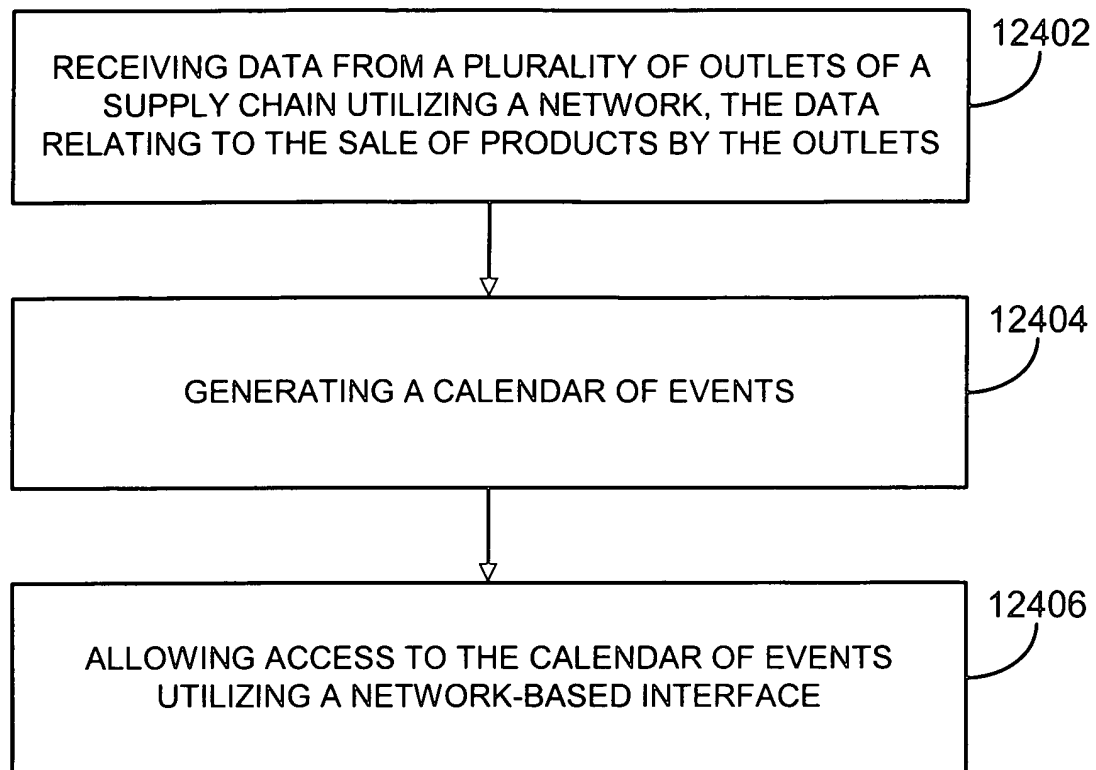 12402
RECEIVING DATA FROM A PLURALITY OF OUTLETS OF A
SUPPLY CHAIN UTILIZING A NETWORK, THE DATA
RELATING TO THE SALE OF PRODUCTS BY THE OUTLETS
12404
GENERATING A CALENDAR OF EVENTS
12406
ALLOWING ACCESS TO THE CALENDAR OF EVENTS
UTILIZING A NETWORK-BASED INTERFACE